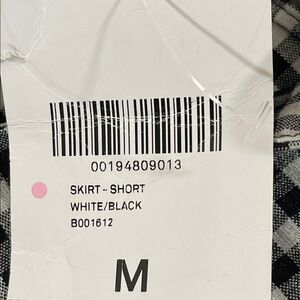 00194809013
SKIRT - SHORT
WHITE/BLACK
B001612
M